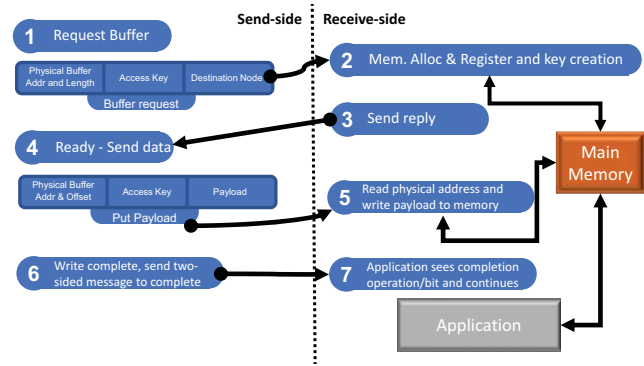 Send-side
Receive-side
1 Request Buffer
Physical Buffer
Addr and Length
Access Key
Destination Node
Buffer request
2 Mem. Alloc & Register and key creation
3 Send reply
4 Ready - Send data
Main
Memory
Physical Buffer
Addr & Offset
Access Key
Payload
Put Payload
5 Read physical address and
write payload to memory
6 Write complete, send two-
sided message to complete
7 Application sees completion
operation/bit and continues
Application